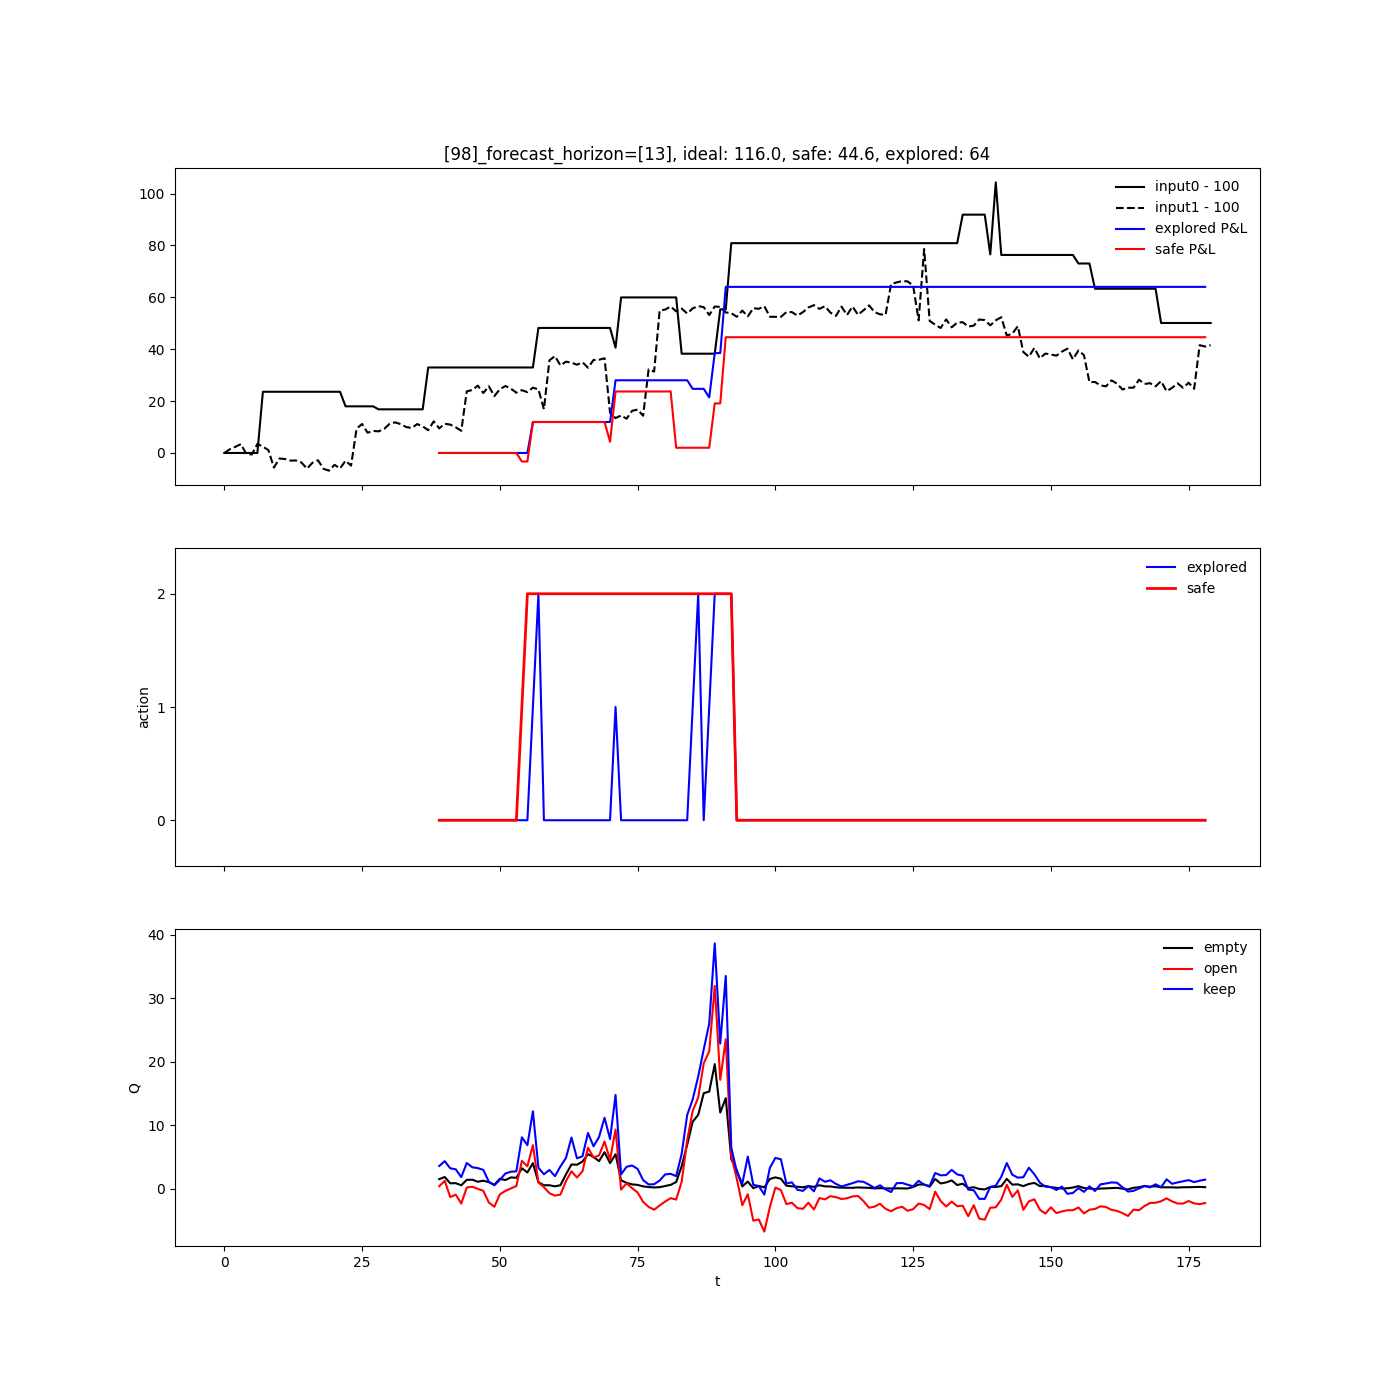 [98]_forecast_horizon=[13], ideal: 116.0, safe: 44.6, explored: 64
100
80
60
40
20
0
input0 - 100
input1 - 100
explored P&L
safe P&L
action
2
1
0
explored
safe
Q
40
30
20
10
0
empty
open
keep
0 25 50 75 100 125 150 175
t